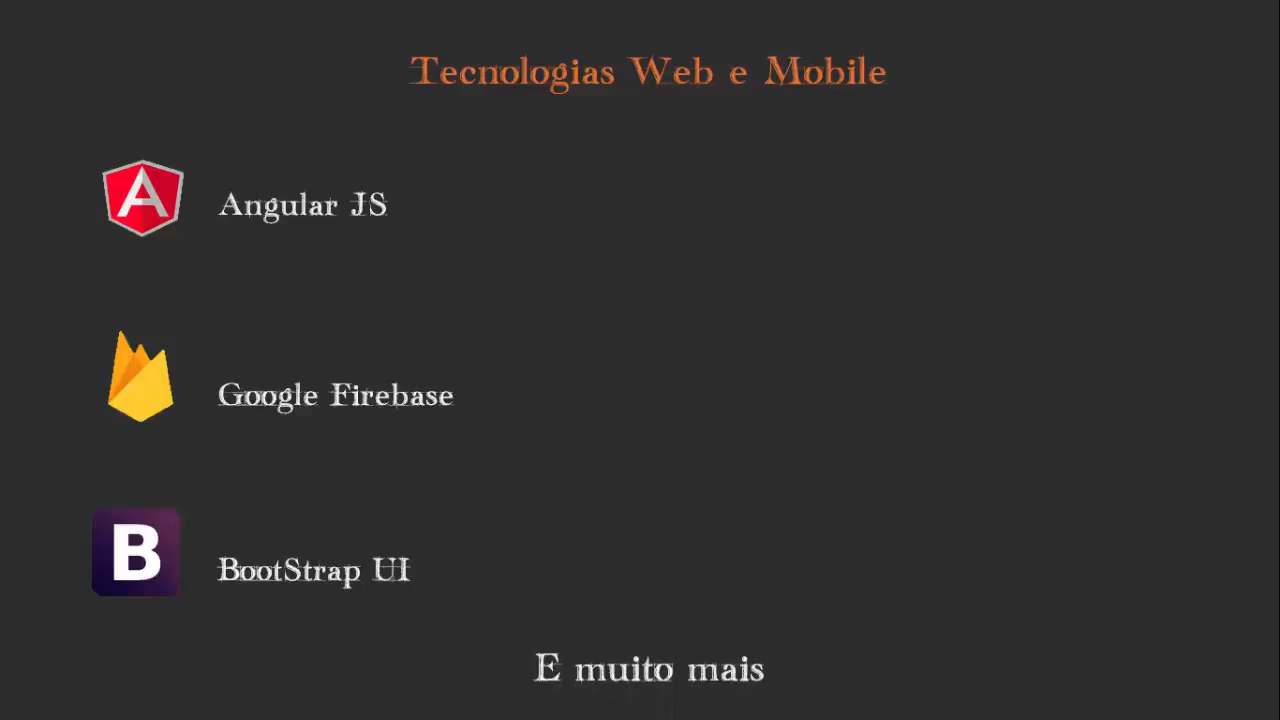 Tecnologias Web e Mobile
Angular JS
Google Firebase
BootStrap UI
E muito mais